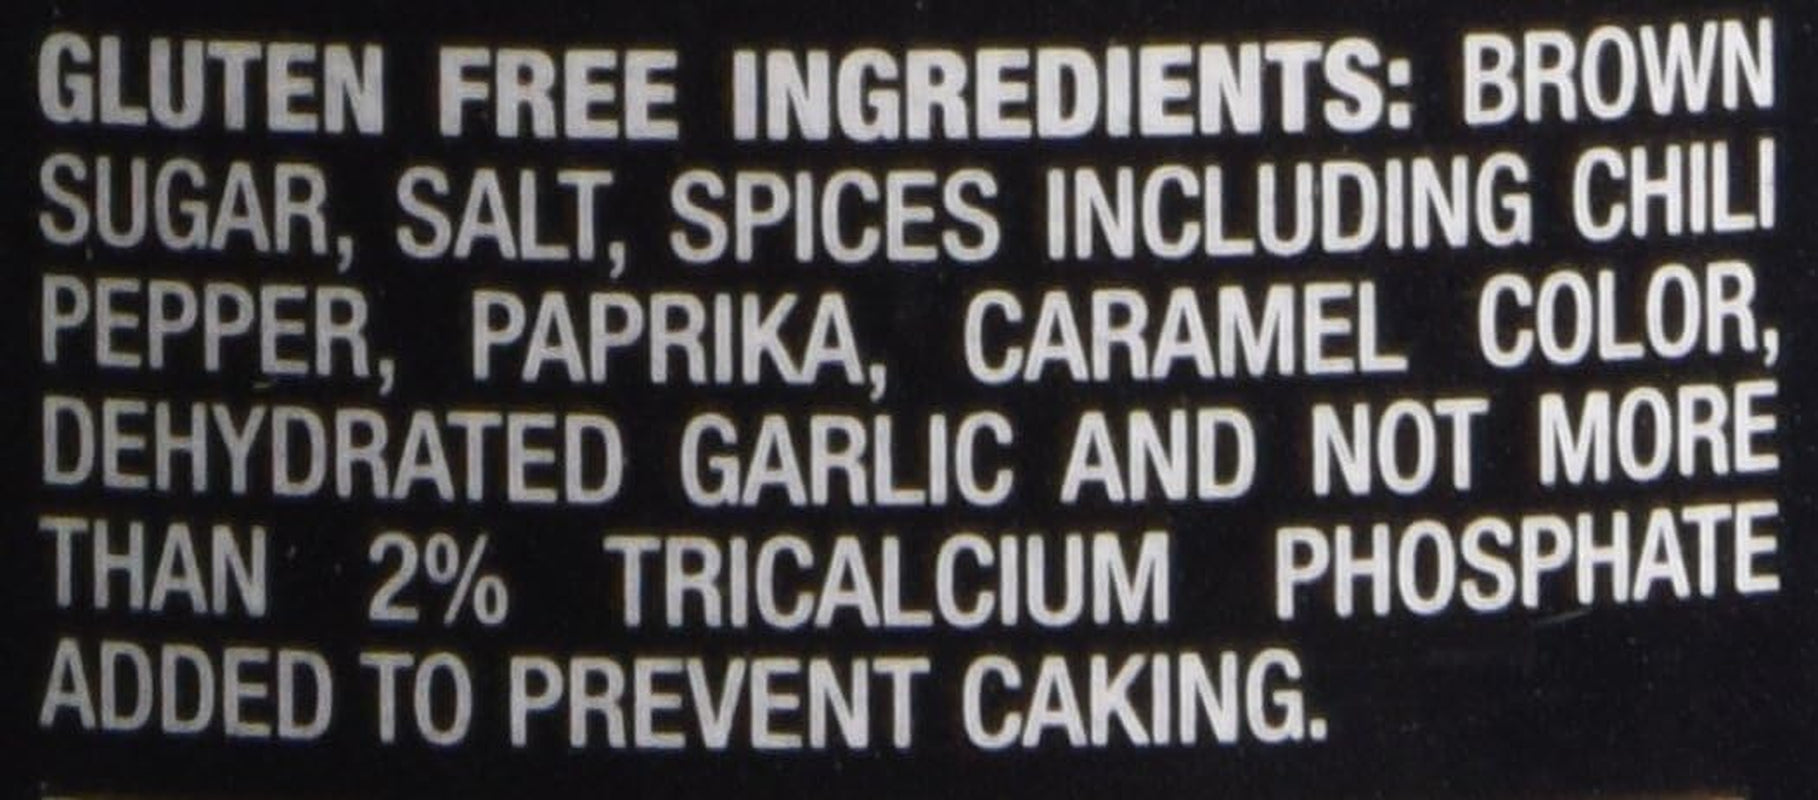 GLUTEN FREE INGREDIENTS: BROWN
SUGAR, SALT, SPICES INCLUDING CHILI
PEPPER, PAPRIKA, CARAMEL COLOR,
DEHYDRATED GARLIC AND NOT MORE
THAN 2% TRICALCIUM PHOSPHATE
ADDED TO PREVENT CAKING.